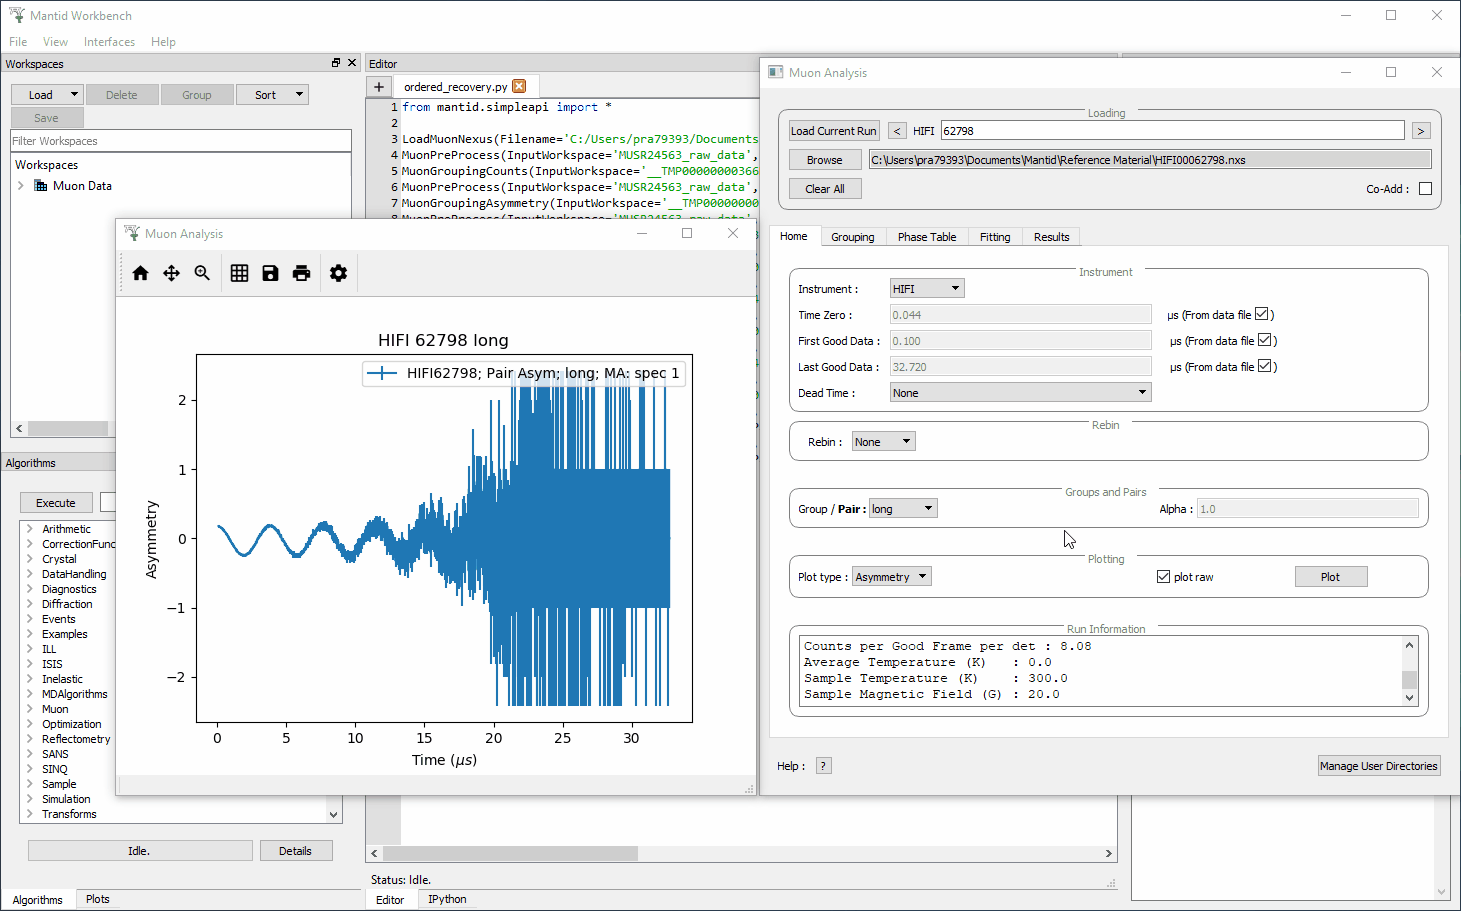 Mantid Workbench
File View Interfaces Help
Workspaces
Load Delete Group Sort
Save
Filter Workspaces
Workspaces
Muon Data
Algorithms
Execute
Arithmetic
CorrectionFunc
Crystal
DataHandling
Diagnostics
Diffraction
Events
Examples
ILL
ISIS
Inelastic
MDAlgorithms
Muon
Optimization
Reflectometry
SANS
SINQ
Sample
Simulation
Transforms
Idle. Details
Algorithms Plots
Editor
+ ordered_recovery.py
1 from mantid.simpleapi import *
2
3 LoadMuonNexus(Filename='C:/Users/pra79393/Documents
4 MuonPreProcess(InputWorkspace='MUSR24563_raw_data',
5 MuonGroupingCounts(InputWorkspace='__TMP00000000366
6 MuonPreProcess(InputWorkspace='MUSR24563_raw_data',
7 MuonGroupingAsymmetry(InputWorkspace='__TMP00000000
Status: Idle.
Editor IPython
Muon Analysis
HIFI 62798 long
HIFI62798; Pair Asym; long; MA: spec 1
Asymmetry
2
1
0
−1
−2
0 5 10 15 20 25 30
Time (μs)
Muon Analysis
Loading
Load Current Run < HIFI 62798 >
Browse C:\Users\pra79393\Documents\Mantid\Reference Material\HIFI00062798.nxs
Clear All Co-Add :
Home Grouping Phase Table Fitting Results
Instrument
Instrument : HIFI
Time Zero : 0.044 μs (From data file )
First Good Data : 0.100 μs (From data file )
Last Good Data : 32.720 μs (From data file )
Dead Time : None
Rebin
Rebin : None
Groups and Pairs
Group / Pair : long Alpha : 1.0
Plotting
Plot type : Asymmetry plot raw Plot
Run Information
Counts per Good Frame per det : 8.08
Average Temperature (K) : 0.0
Sample Temperature (K) : 300.0
Sample Magnetic Field (G) : 20.0
Help : ? Manage User Directories